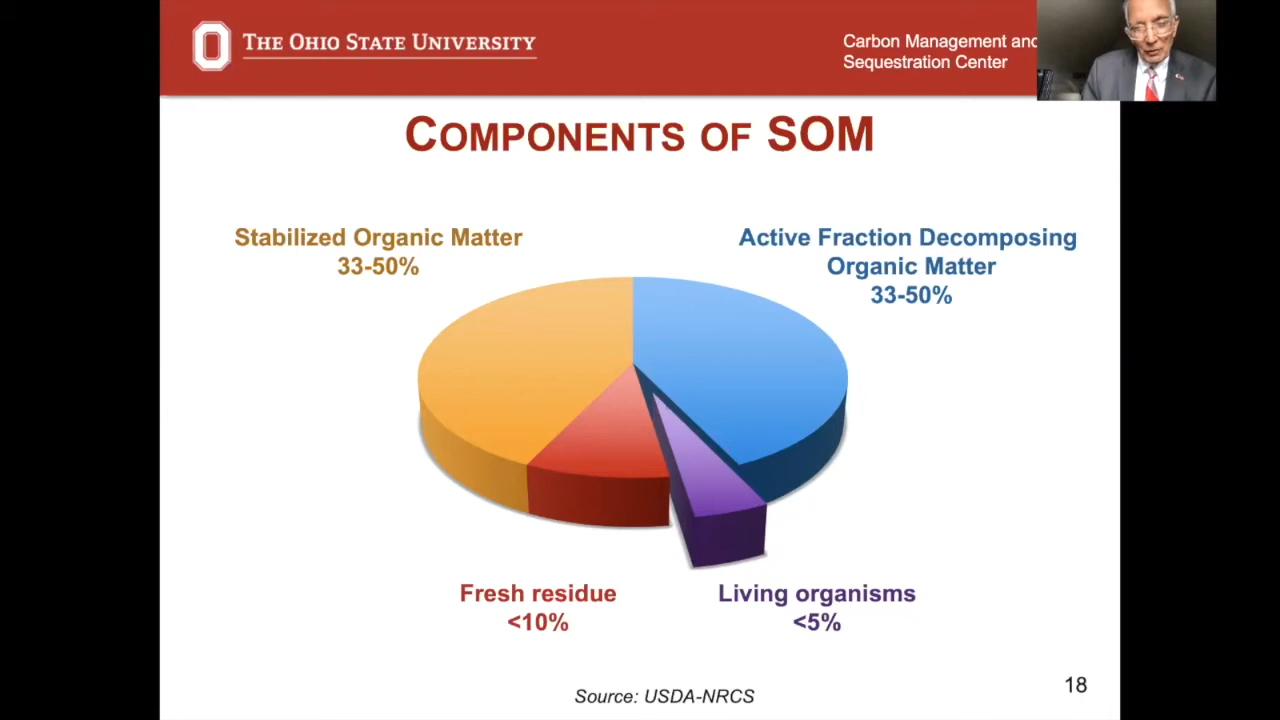 THE OHIO STATE UNIVERSITY
Carbon Management and
Sequestration Center
COMPONENTS OF SOM
Stabilized Organic Matter
33-50%
Active Fraction Decomposing
Organic Matter
33-50%
Fresh residue
<10%
Living organisms
<5%
Source: USDA-NRCS
18